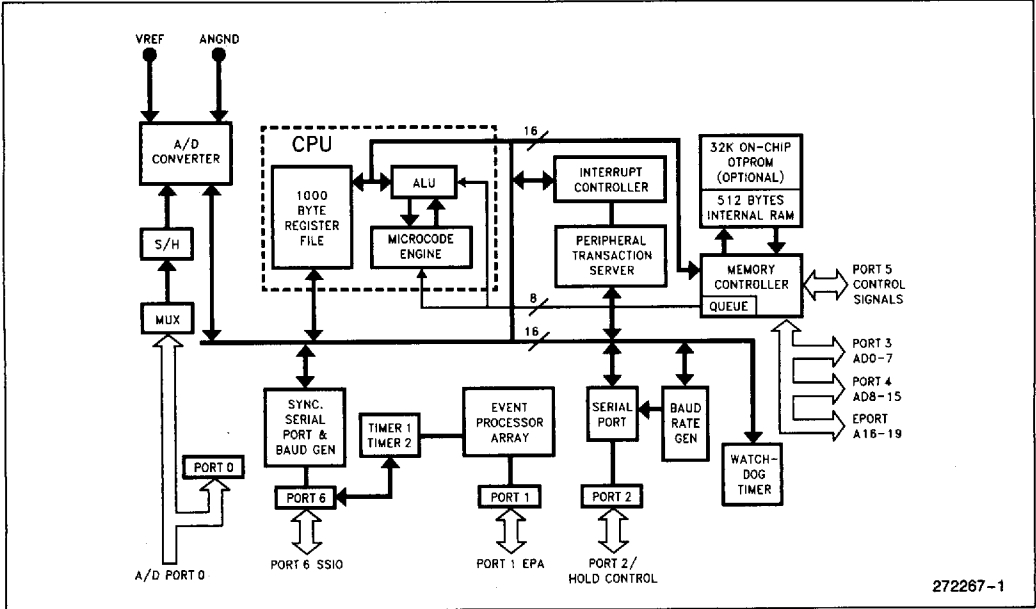 VREF
ANGND
A/D
CONVERTER
S/H
MUX
PORT 0
A/D PORT 0
CPU
1000
BYTE
REGISTER
FILE
ALU
MICROCODE
ENGINE
16
8
16
INTERRUPT
CONTROLLER
PERIPHERAL
TRANSACTION
SERVER
32K ON-CHIP
OTPROM
(OPTIONAL)
512 BYTES
INTERNAL RAM
MEMORY
CONTROLLER
QUEUE
PORT 5
CONTROL
SIGNALS
PORT 3
AD0-7
PORT 4
AD8-15
EPORT
A16-19
SYNC.
SERIAL
PORT &
BAUD GEN
TIMER 1
TIMER 2
EVENT
PROCESSOR
ARRAY
SERIAL
PORT
BAUD
RATE
GEN
WATCH-
DOG
TIMER
PORT 6
PORT 1
PORT 2
PORT 6 SSIO
PORT 1 EPA
PORT 2/
HOLD CONTROL
272267-1